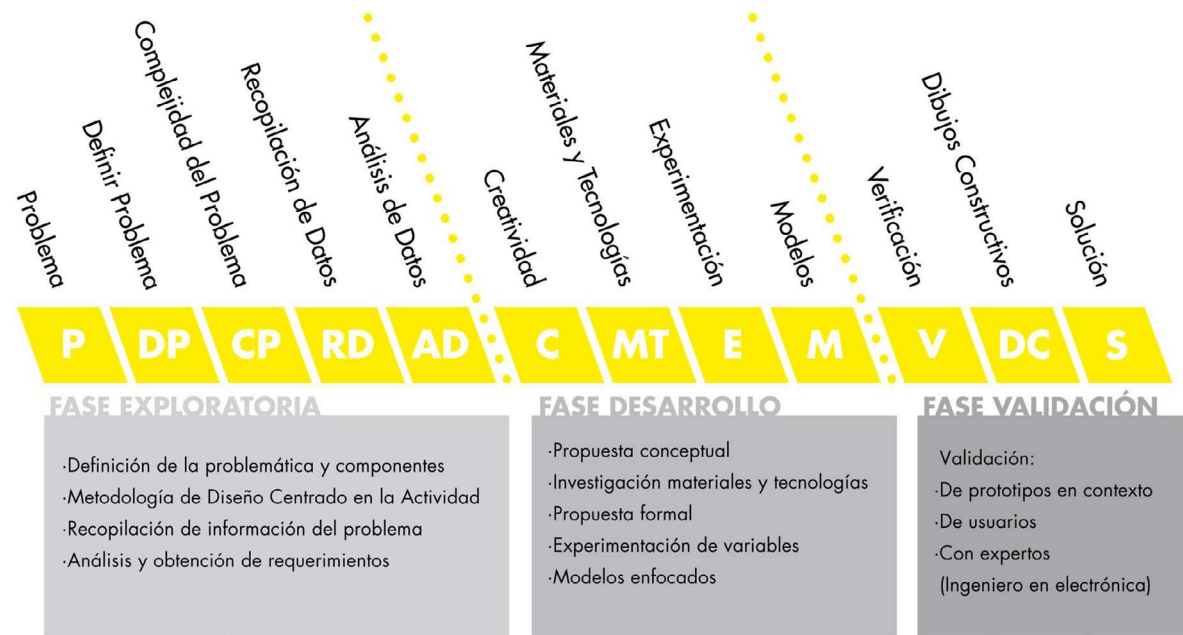 Problema
Definir Problema
Complejidad del Problema
Recopilación de Datos
Análisis de Datos
Creatividad
Materiales y Tecnologías
Experimentación
Modelos
Verificación
Dibujos Constructivos
Solución
P DP CP RD AD C MT E M V DC S
FASE EXPLORATORIA
·Definición de la problemática y componentes
·Metodología de Diseño Centrado en la Actividad
·Recopilación de información del problema
·Análisis y obtención de requerimientos
FASE DESARROLLO
·Propuesta conceptual
·Investigación materiales y tecnologías
·Propuesta formal
·Experimentación de variables
·Modelos enfocados
FASE VALIDACIÓN
Validación:
·De prototipos en contexto
·De usuarios
·Con expertos
(Ingeniero en electrónica)